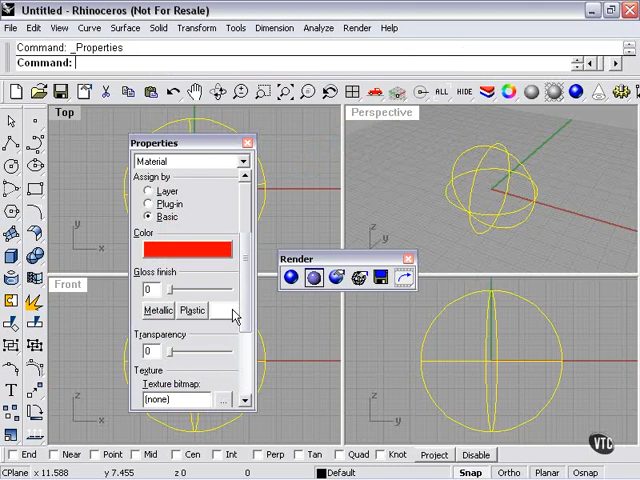 Untitled - Rhinoceros (Not For Resale)
File Edit View Curve Surface Solid Transform Tools Dimension Analyze Render Help
Command: _Properties
Command:
ALL
Top
Perspective
Properties
Material
Assign by
Layer
Plug-in
Basic
Color
Gloss finish
0
Metallic Plastic
Transparency
0
Texture
Texture bitmap:
(none) ...
Render
Front
y
x
z
y
x
z
x
z
y
T
VTC
End Near Point Mid Cen Int Perp Tan Quad Knot Project Disable
CPlane x 11.588 y 7.455 z 0 Default Snap Ortho Planar Osnap